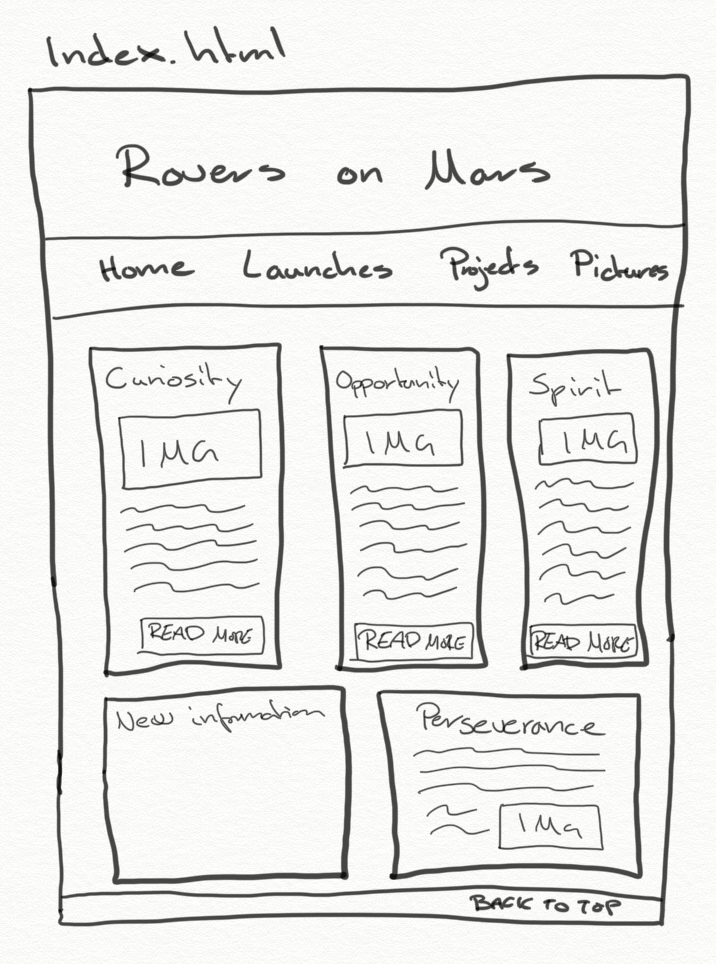 Index.html
Rovers on Mars
Home Launches Projects Pictures
Curiosity
IMG
READ MORE
Opportunity
IMG
READ MORE
Spirit
IMG
READ MORE
New information
Perseverance
IMG
BACK TO TOP